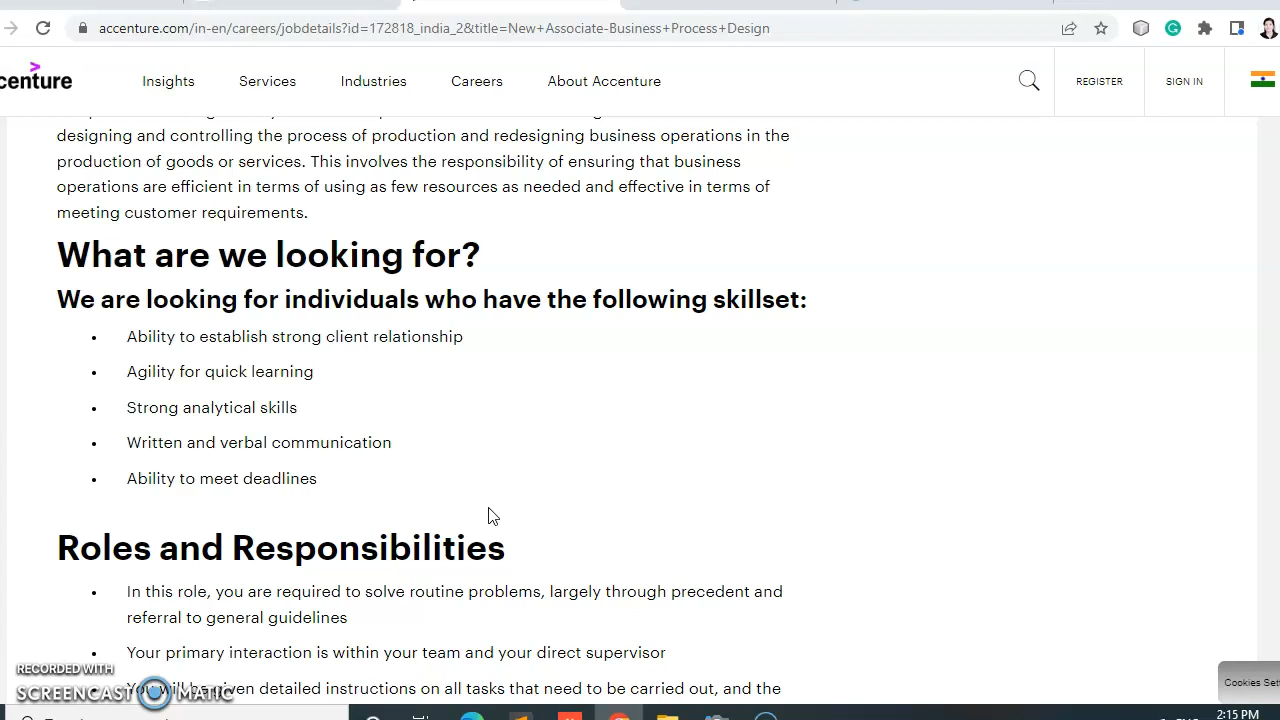 accenture.com/in-en/careers/jobdetails?id=172818_india_2&title=New+Associate-Business+Process+Design
centure
Insights Services Industries Careers About Accenture REGISTER SIGN IN
designing and controlling the process of production and redesigning business operations in the
production of goods or services. This involves the responsibility of ensuring that business
operations are efficient in terms of using as few resources as needed and effective in terms of
meeting customer requirements.
What are we looking for?
We are looking for individuals who have the following skillset:
• Ability to establish strong client relationship
• Agility for quick learning
• Strong analytical skills
• Written and verbal communication
• Ability to meet deadlines
Roles and Responsibilities
• In this role, you are required to solve routine problems, largely through precedent and
referral to general guidelines
• Your primary interaction is within your team and your direct supervisor
• You will be given detailed instructions on all tasks that need to be carried out, and the
RECORDED WITH
SCREENCAST MATIC
Cookies Set
2:15 PM